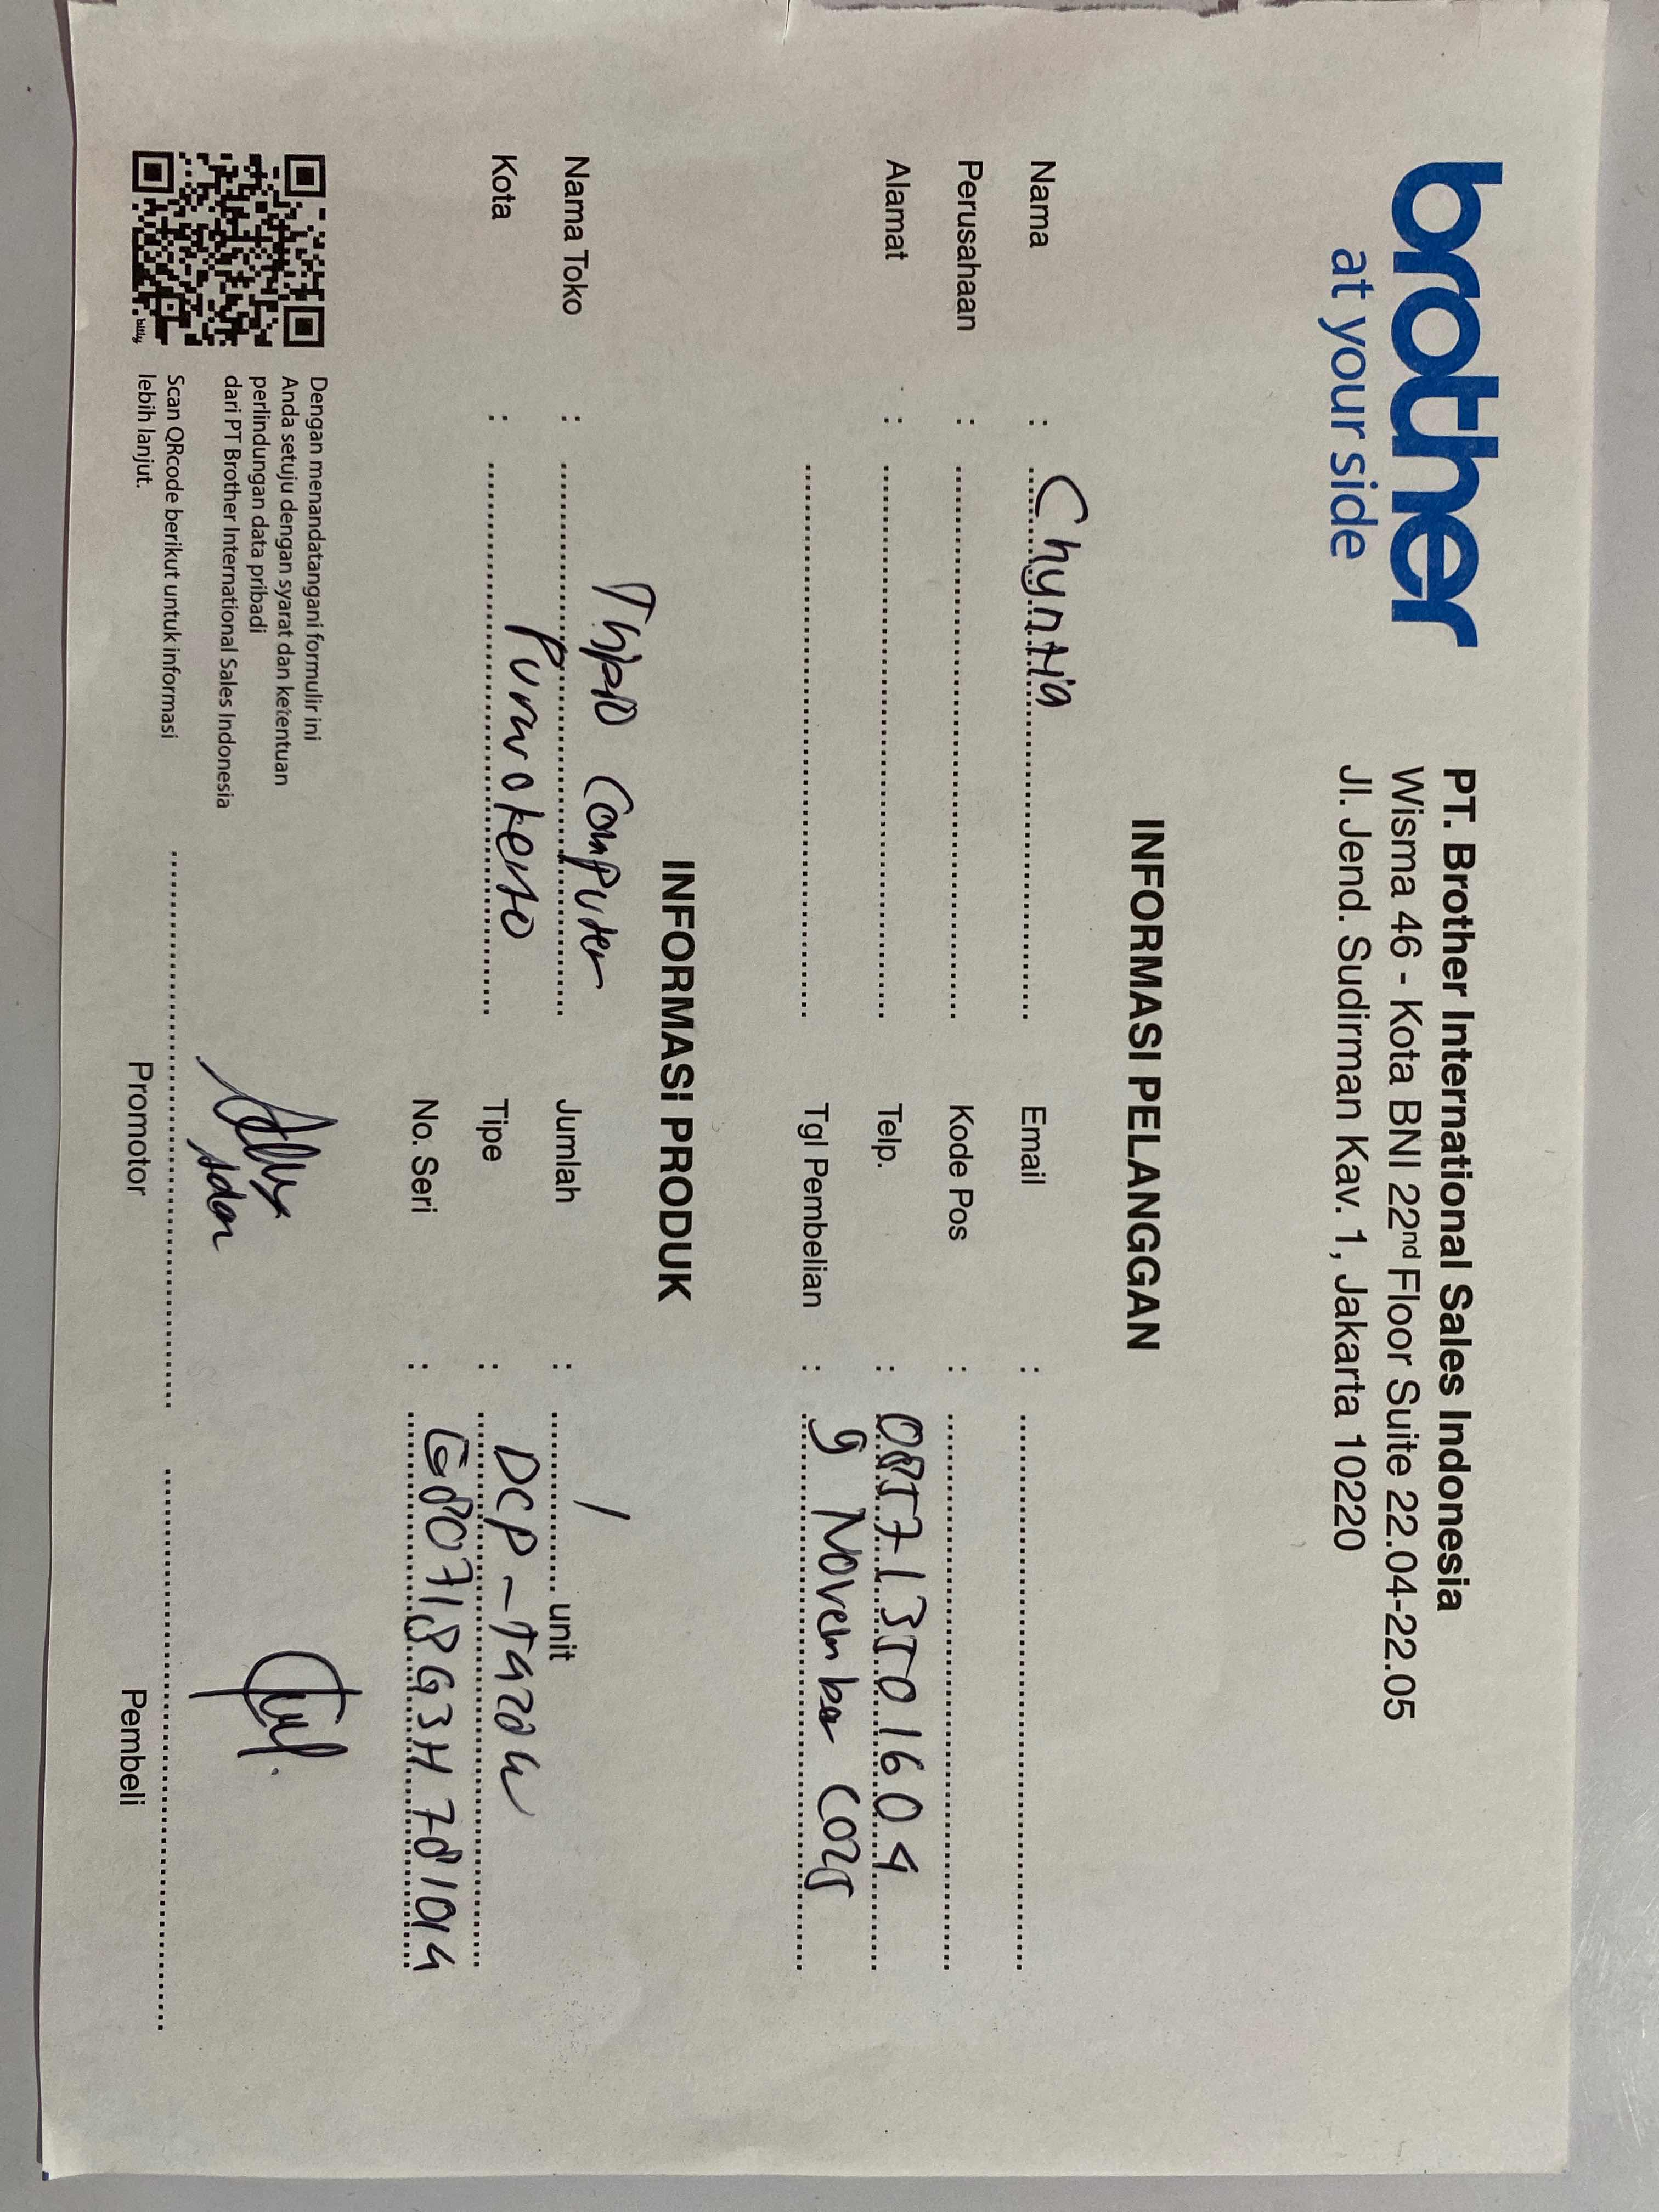 brother
at your side
PT. Brother International Sales Indonesia
Wisma 46 - Kota BNI 22nd Floor Suite 22.04-22.05
Jl. Jend. Sudirman Kav. 1, Jakarta 10220
INFORMASI PELANGGAN
Nama : Chyntia
Email :
Perusahaan :
Kode Pos :
Alamat :
Telp. : 085713501604
Tgl Pembelian : 9 November 2025
INFORMASI PRODUK
Nama Toko : Computer
Jumlah : 1 unit
Kota : Purwokerto
Tipe : DCP-T920W
No. Seri :
Dengan menandatangani formulir ini
Anda setuju dengan syarat dan ketentuan
perlindungan data pribadi
dari PT Brother International Sales Indonesia
Scan QRcode berikut untuk informasi
lebih lanjut.
bitly
Promotor
Pembeli